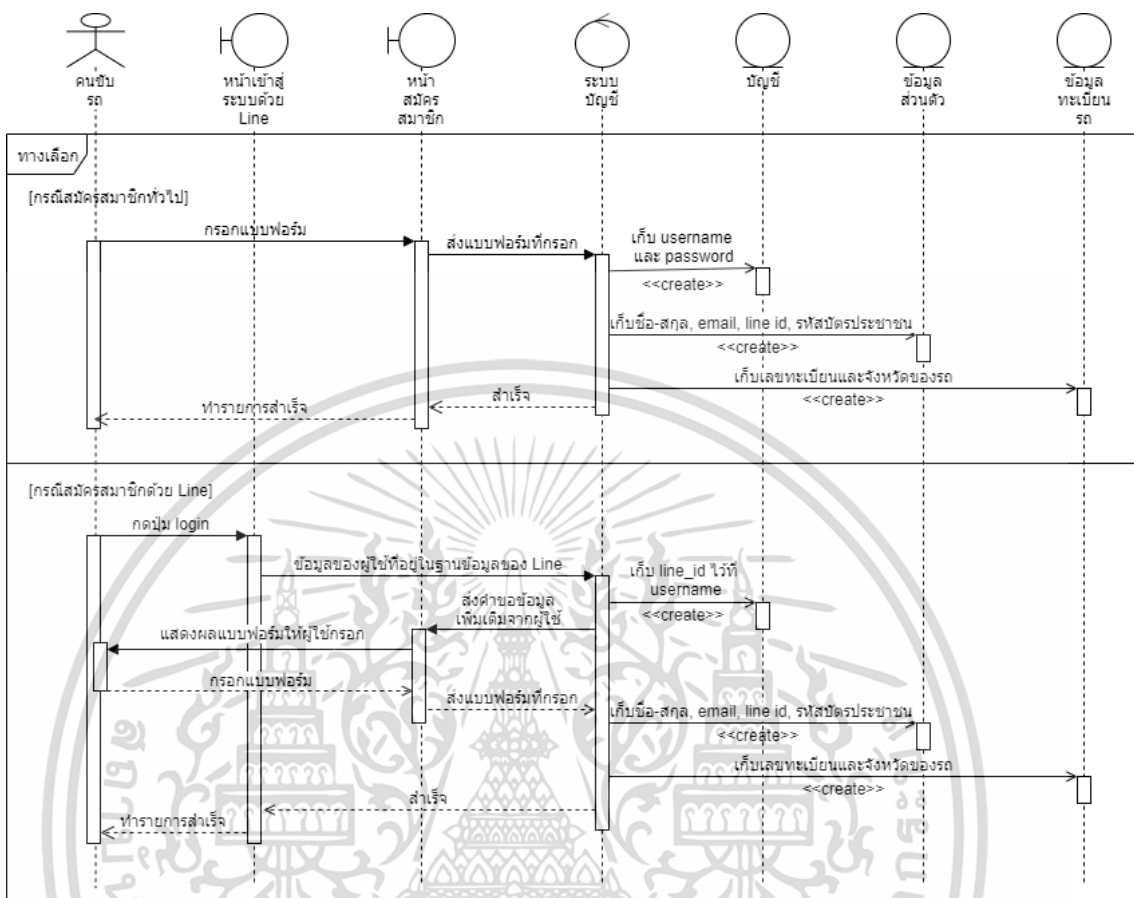 คนขับ
รถ
หน้าเข้าสู่
ระบบด้วย
Line
หน้า
สมัคร
สมาชิก
ระบบ
บัญชี
บัญชี
ข้อมูล
ส่วนตัว
ข้อมูล
ทะเบียน
รถ
ทางเลือก
[กรณีสมัครสมาชิกทั่วไป]
กรอกแบบฟอร์ม
ส่งแบบฟอร์มที่กรอก
เก็บ username
และ password
<<create>>
เก็บชื่อ-สกุล, email, line id, รหัสบัตรประชาชน
<<create>>
เก็บเลขทะเบียนและจังหวัดของรถ
<<create>>
สำเร็จ
ทำรายการสำเร็จ
[กรณีสมัครสมาชิกด้วย Line]
กดปุ่ม login
ข้อมูลของผู้ใช้ที่อยู่ในฐานข้อมูลของ Line
เก็บ line_id ไว้ที่
username
<<create>>
ส่งคำขอข้อมูล
เพิ่มเติมจากผู้ใช้
แสดงผลแบบฟอร์มให้ผู้ใช้กรอก
กรอกแบบฟอร์ม
ส่งแบบฟอร์มที่กรอก
เก็บชื่อ-สกุล, email, line id, รหัสบัตรประชาชน
<<create>>
เก็บเลขทะเบียนและจังหวัดของรถ
<<create>>
สำเร็จ
ทำรายการสำเร็จ